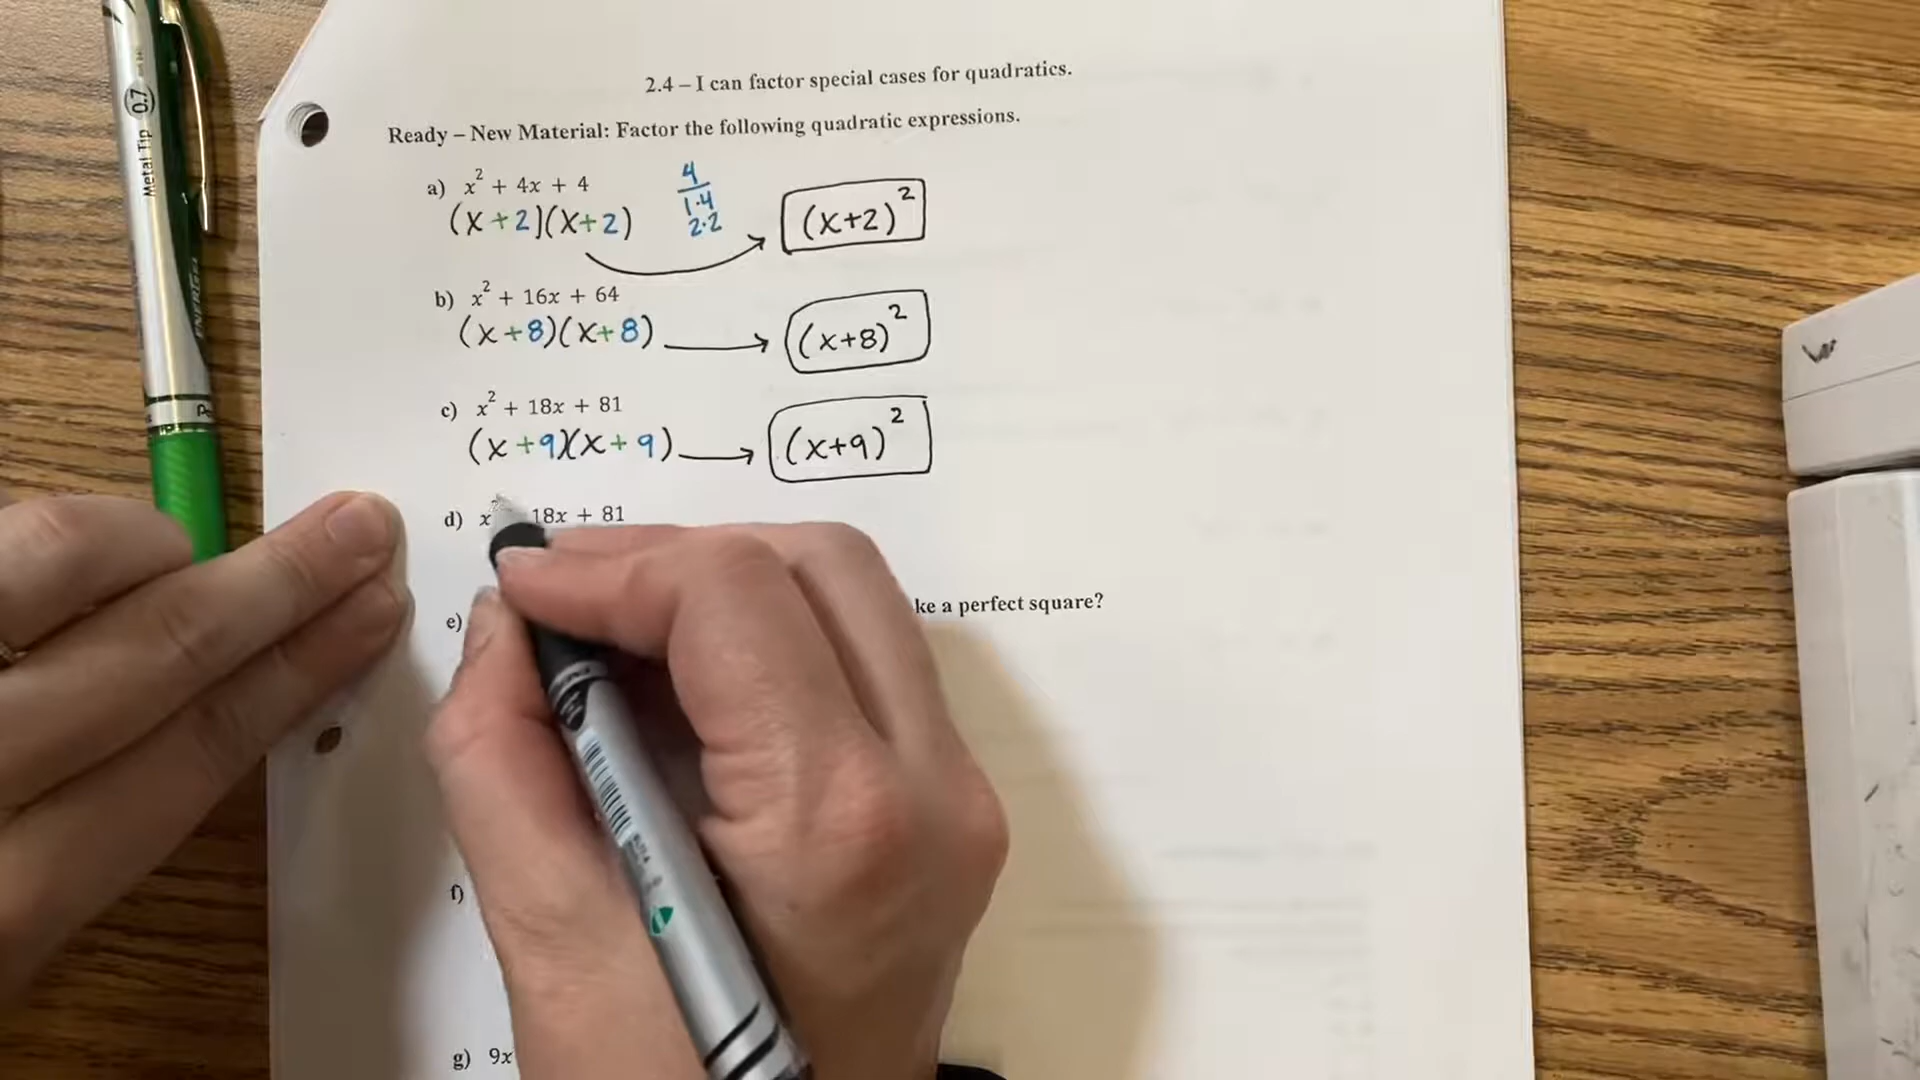 2.4 – I can factor special cases for quadratics.
Ready – New Material: Factor the following quadratic expressions.
a) x² + 4x + 4
4
1·4
2·2
(x+2)(x+2)
(x+2)²
b) x² + 16x + 64
(x+8)(x+8)
(x+8)²
c) x² + 18x + 81
(x+9)(x+9)
(x+9)²
d) x 18x + 81
e) ke a perfect square?
f)
g) 9x
Metal Tip 0.7
ENERGEL